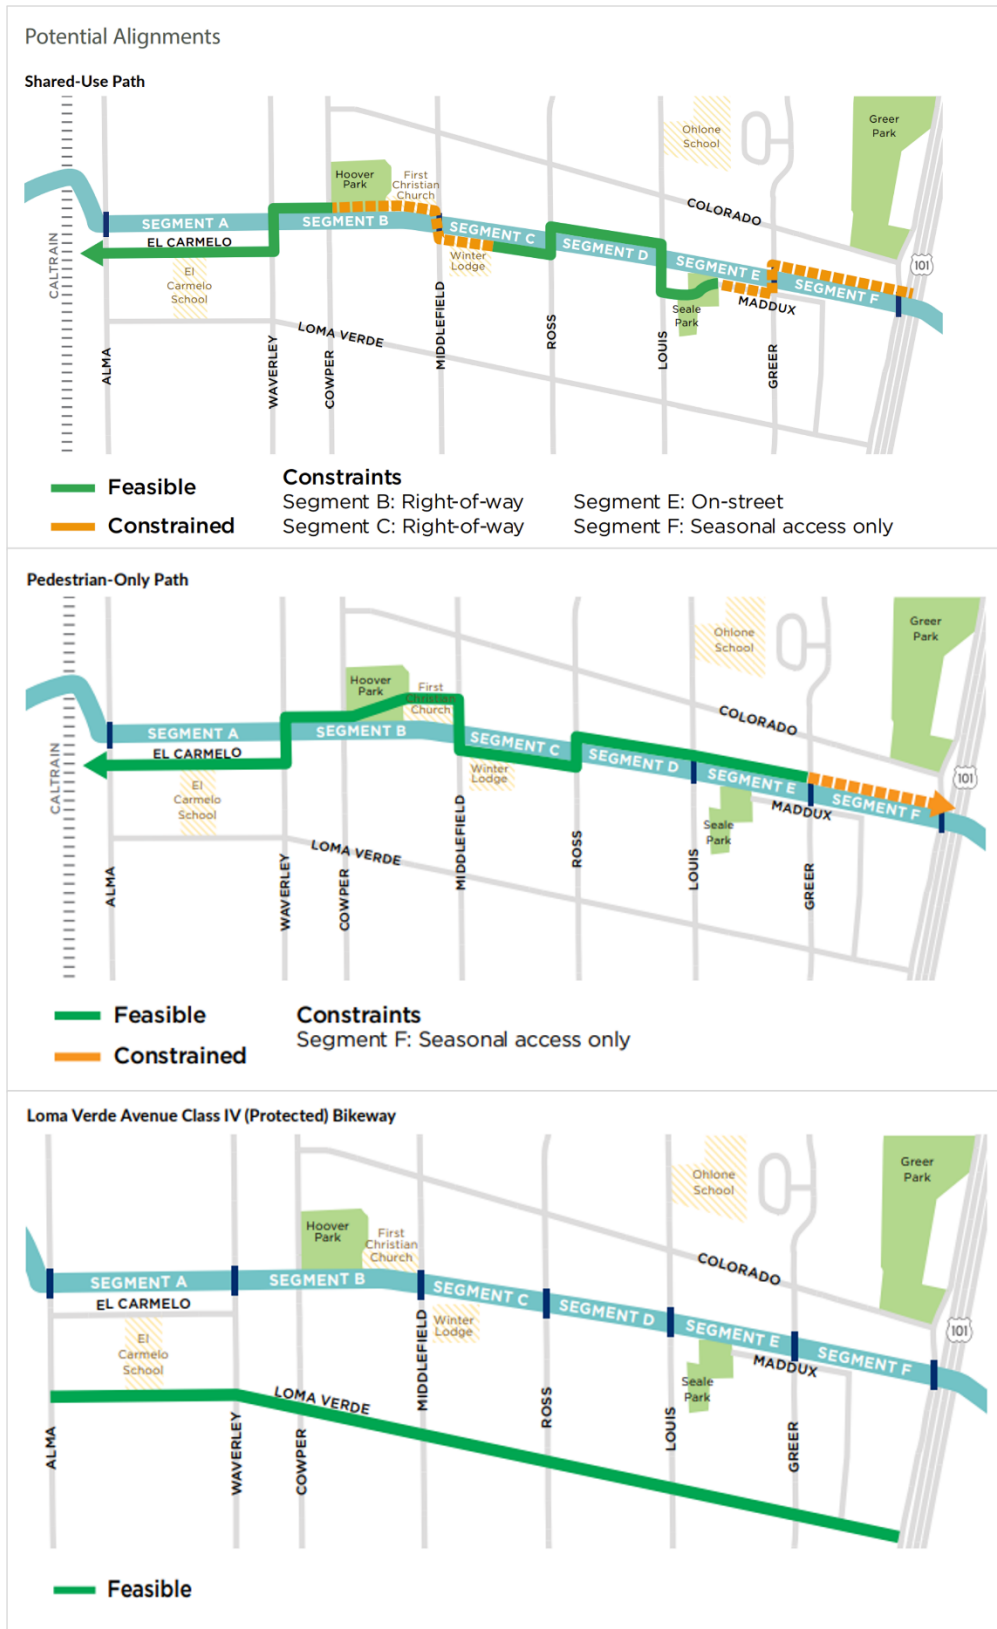 Potential Alignments
Shared-Use Path
Greer
Park
Ohlone
School
Hoover
Park
First
Christian
Church
COLORADO
SEGMENT A
SEGMENT B
SEGMENT C
SEGMENT D
SEGMENT E
SEGMENT F
EL CARMELO
CALTRAIN
101
El
Carmelo
School
Winter
Lodge
MADDUX
Seale
Park
LOMA VERDE
ALMA
WAVERLEY
COWPER
MIDDLEFIELD
ROSS
LOUIS
GREER
Feasible
Constrained
Constraints
Segment B: Right-of-way
Segment C: Right-of-way
Segment E: On-street
Segment F: Seasonal access only
Pedestrian-Only Path
Greer
Park
Ohlone
School
Hoover
Park
First
Christian
Church
COLORADO
SEGMENT A
SEGMENT B
SEGMENT C
SEGMENT D
SEGMENT E
SEGMENT F
EL CARMELO
CALTRAIN
101
El
Carmelo
School
Winter
Lodge
MADDUX
Seale
Park
LOMA VERDE
ALMA
WAVERLEY
COWPER
MIDDLEFIELD
ROSS
LOUIS
GREER
Feasible
Constrained
Constraints
Segment F: Seasonal access only
Loma Verde Avenue Class IV (Protected) Bikeway
Greer
Park
Ohlone
School
Hoover
Park
First
Christian
Church
COLORADO
SEGMENT A
SEGMENT B
SEGMENT C
SEGMENT D
SEGMENT E
SEGMENT F
EL CARMELO
101
El
Carmelo
School
Winter
Lodge
MADDUX
Seale
Park
LOMA VERDE
ALMA
WAVERLEY
COWPER
MIDDLEFIELD
ROSS
LOUIS
GREER
Feasible